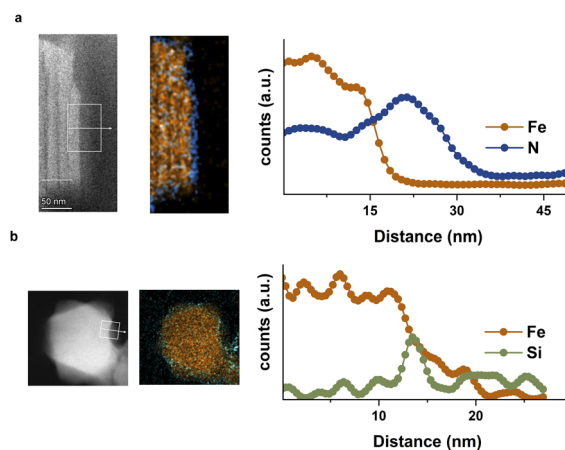 a
50 nm
counts (a.u.)
Fe
N
15
30
45
Distance (nm)
b
counts (a.u.)
Fe
Si
10
20
Distance (nm)